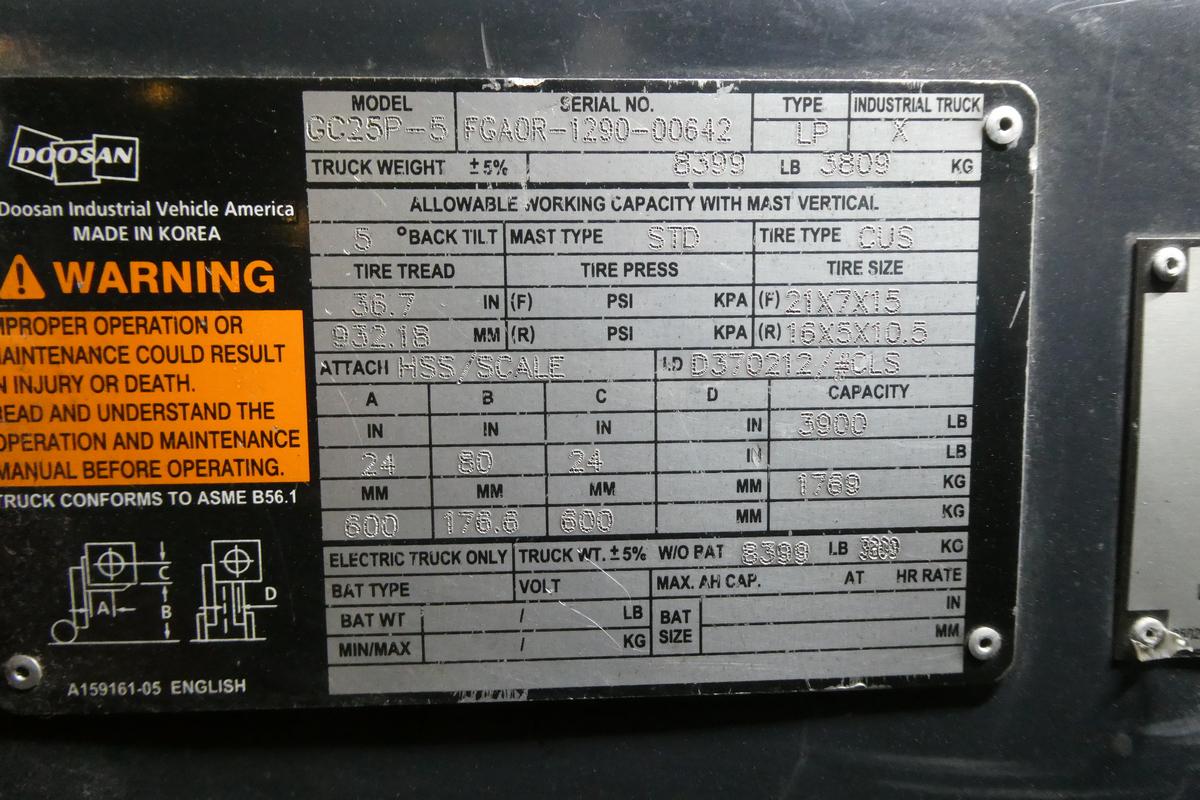 DOOSAN
Doosan Industrial Vehicle America
MADE IN KOREA
WARNING
IMPROPER OPERATION OR
MAINTENANCE COULD RESULT
IN INJURY OR DEATH.
READ AND UNDERSTAND THE
OPERATION AND MAINTENANCE
MANUAL BEFORE OPERATING.
TRUCK CONFORMS TO ASME B56.1
C
A
B
D
A159161-05 ENGLISH
MODEL SERIAL NO. TYPE INDUSTRIAL TRUCK
GC25P-5 FGA0R-1290-00642 LP X
TRUCK WEIGHT ±5% 8399 LB 3809 KG
ALLOWABLE WORKING CAPACITY WITH MAST VERTICAL
5 °BACK TILT MAST TYPE STD TIRE TYPE CUS
TIRE TREAD TIRE PRESS TIRE SIZE
36.7 IN (F) PSI KPA (F) 21X7X15
932.18 MM (R) PSI KPA (R) 16X5X10.5
ATTACH HSS/SCALE I.D D370212/#CLS
A B C D CAPACITY
IN IN IN IN 3900 LB
24 80 24 IN LB
MM MM MM MM 1769 KG
600 176.6 600 MM KG
ELECTRIC TRUCK ONLY TRUCK WT. ±5% W/O BAT 8399 LB KG
BAT TYPE VOLT MAX. AH CAP. AT HR RATE
BAT WT / LB BAT SIZE IN
MIN/MAX / KG MM